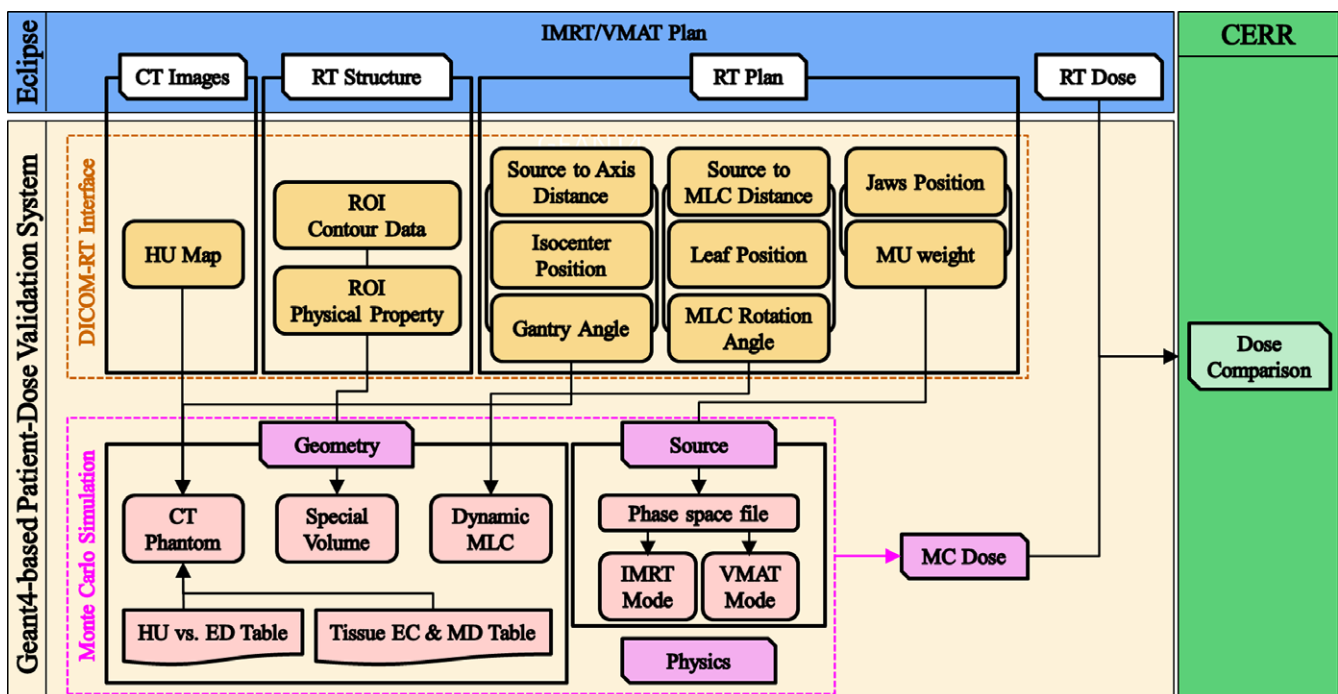 Eclipse
IMRT/VMAT Plan
CERR
CT Images
RT Structure
RT Plan
RT Dose
Geant4-based Patient-Dose Validation System
DICOM-RT Interface
HU Map
ROI
Contour Data
ROI
Physical Property
Source to Axis
Distance
Isocenter
Position
Gantry Angle
Source to
MLC Distance
Leaf Position
MLC Rotation
Angle
Jaws Position
MU weight
Dose
Comparison
Monte Carlo Simulation
Geometry
Source
CT
Phantom
Special
Volume
Dynamic
MLC
Phase space file
IMRT
Mode
VMAT
Mode
MC Dose
HU vs. ED Table
Tissue EC & MD Table
Physics